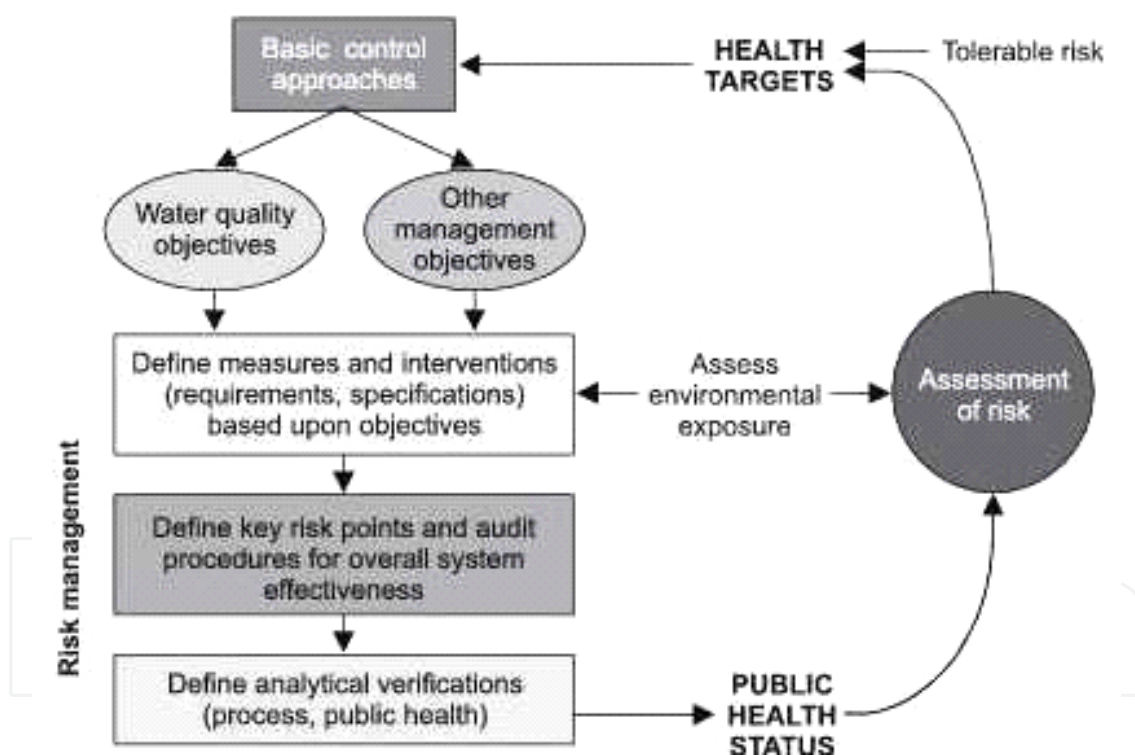 Basic control
approaches
HEALTH
TARGETS
Tolerable risk
Water quality
objectives
Other
management
objectives
Define measures and interventions
(requirements, specifications)
based upon objectives
Assess
environmental
exposure
Assessment
of risk
Risk management
Define key risk points and audit
procedures for overall system
effectiveness
Define analytical verifications
(process, public health)
PUBLIC
HEALTH
STATUS